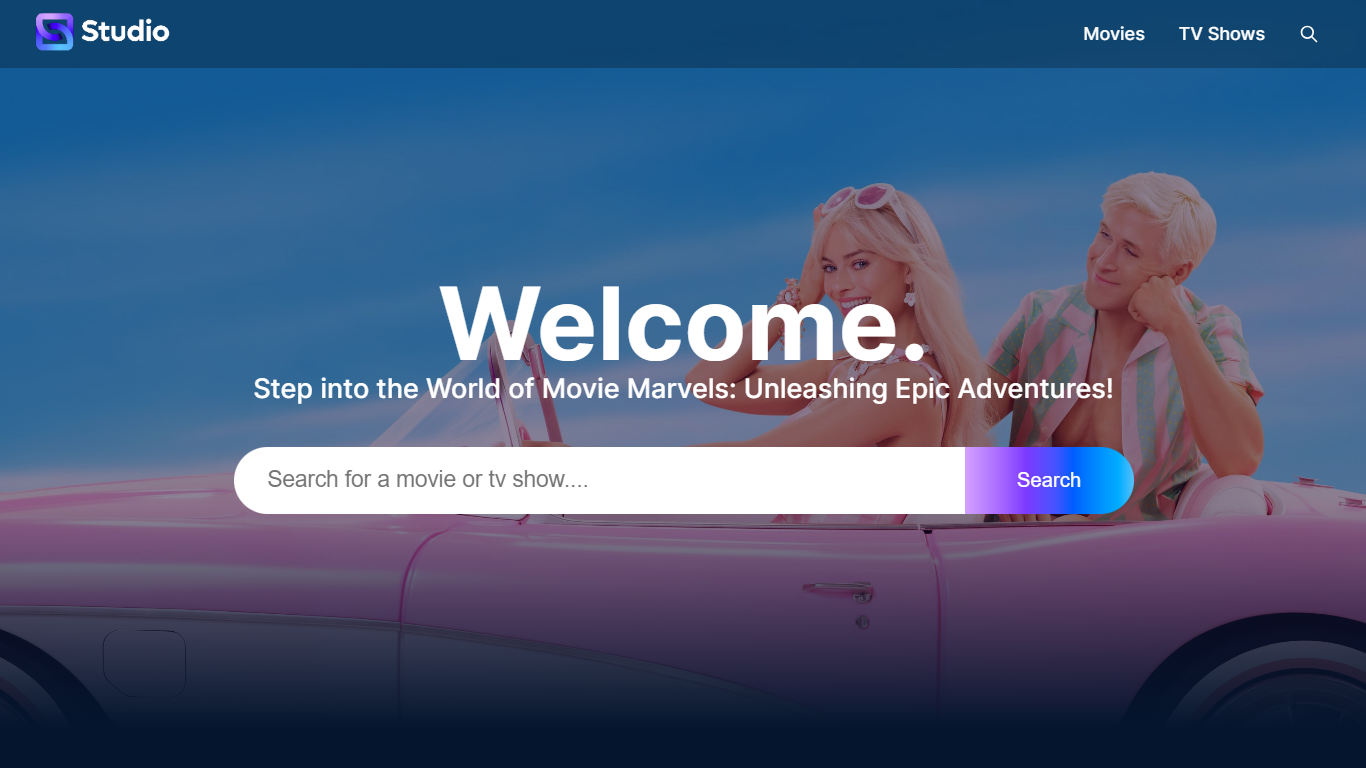 Studio
Movies
TV Shows
Welcome.
Step into the World of Movie Marvels: Unleashing Epic Adventures!
Search for a movie or tv show....
Search